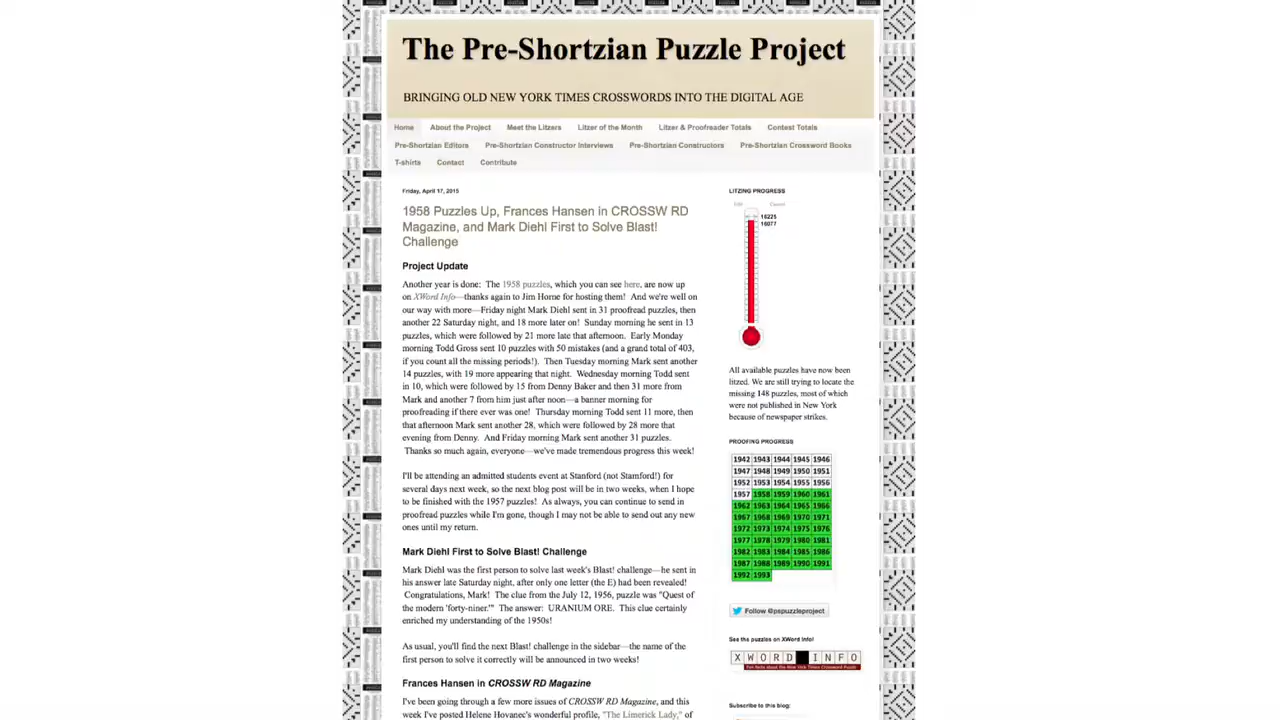 The Pre-Shortzian Puzzle Project
BRINGING OLD NEW YORK TIMES CROSSWORDS INTO THE DIGITAL AGE
Home About the Project Meet the Litzers Litzer of the Month Litzer & Proofreader Totals Contest Totals
Pre-Shortzian Editors Pre-Shortzian Constructor Interviews Pre-Shortzian Constructors Pre-Shortzian Crossword Books
T-shirts Contact Contribute
Friday, April 17, 2015
1958 Puzzles Up, Frances Hansen in CROSSW RD
Magazine, and Mark Diehl First to Solve Blast!
Challenge
Project Update
Another year is done: The 1958 puzzles, which you can see here, are now up
on XWord Info—thanks again to Jim Horne for hosting them! And we're well on
our way with more—Friday night Mark Diehl sent in 31 proofread puzzles, then
another 22 Saturday night, and 18 more later on! Sunday morning he sent in 13
puzzles, which were followed by 21 more late that afternoon. Early Monday
morning Todd Gross sent 10 puzzles with 50 mistakes (and a grand total of 403,
if you count all the missing periods!). Then Tuesday morning Mark sent another
14 puzzles, with 19 more appearing that night. Wednesday morning Todd sent
in 10, which were followed by 15 from Denny Baker and then 31 more from
Mark and another 7 from him just after noon—a banner morning for
proofreading if there ever was one! Thursday morning Todd sent 11 more, then
that afternoon Mark sent another 28, which were followed by 28 more that
evening from Denny. And Friday morning Mark sent another 31 puzzles.
Thanks so much again, everyone—we've made tremendous progress this week!
I'll be attending an admitted students event at Stanford (not Stamford!) for
several days next week, so the next blog post will be in two weeks, when I hope
to be finished with the 1957 puzzles! As always, you can continue to send in
proofread puzzles while I'm gone, though I may not be able to send out any new
ones until my return.
Mark Diehl First to Solve Blast! Challenge
Mark Diehl was the first person to solve last week's Blast! challenge—he sent in
his answer late Saturday night, after only one letter (the E) had been revealed!
Congratulations, Mark! The clue from the July 12, 1956, puzzle was "Quest of
the modern 'forty-niner.'" The answer: URANIUM ORE. This clue certainly
enriched my understanding of the 1950s!
As usual, you'll find the next Blast! challenge in the sidebar—the name of the
first person to solve it correctly will be announced in two weeks!
Frances Hansen in CROSSW RD Magazine
I've been going through a few more issues of CROSSW RD Magazine, and this
week I've posted Helene Hovanec's wonderful profile, "The Limerick Lady," of
LITZING PROGRESS
16225
16077
All available puzzles have now been
litzed. We are still trying to locate the
missing 148 puzzles, most of which
were not published in New York
because of newspaper strikes.
PROOFING PROGRESS
1942 1943 1944 1945 1946
1947 1948 1949 1950 1951
1952 1953 1954 1955 1956
1957 1958 1959 1960 1961
1962 1963 1964 1965 1966
1967 1968 1969 1970 1971
1972 1973 1974 1975 1976
1977 1978 1979 1980 1981
1982 1983 1984 1985 1986
1987 1988 1989 1990 1991
1992 1993
Follow @pspuzzleproject
See the puzzles on XWord Info!
XWORD INFO
Subscribe to this blog: